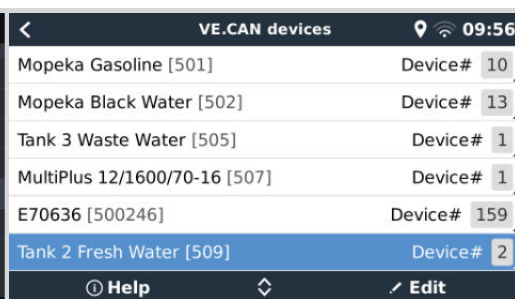 VE.CAN devices 09:56
Mopeka Gasoline [501] Device# 10
Mopeka Black Water [502] Device# 13
Tank 3 Waste Water [505] Device# 1
MultiPlus 12/1600/70-16 [507] Device# 1
E70636 [500246] Device# 159
Tank 2 Fresh Water [509] Device# 2
Help Edit